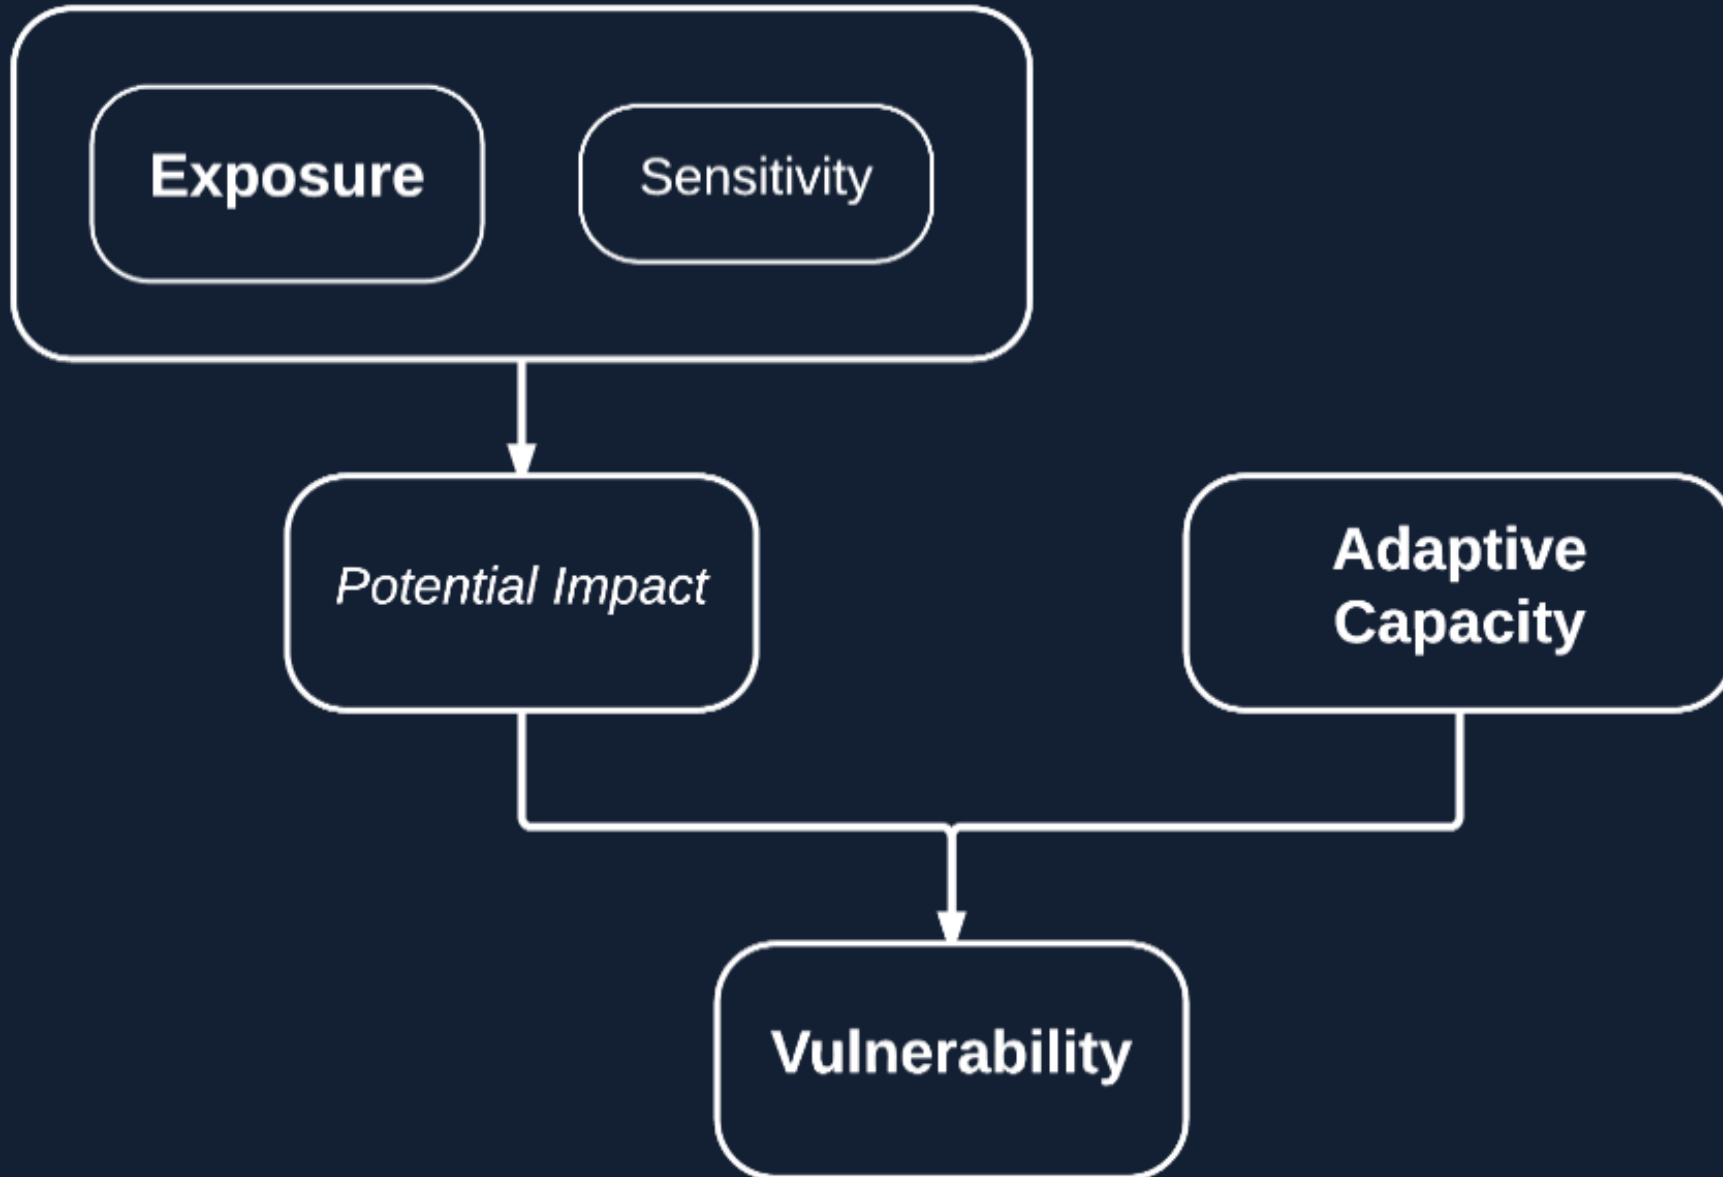 Exposure
Sensitivity
Potential Impact
Adaptive
Capacity
Vulnerability